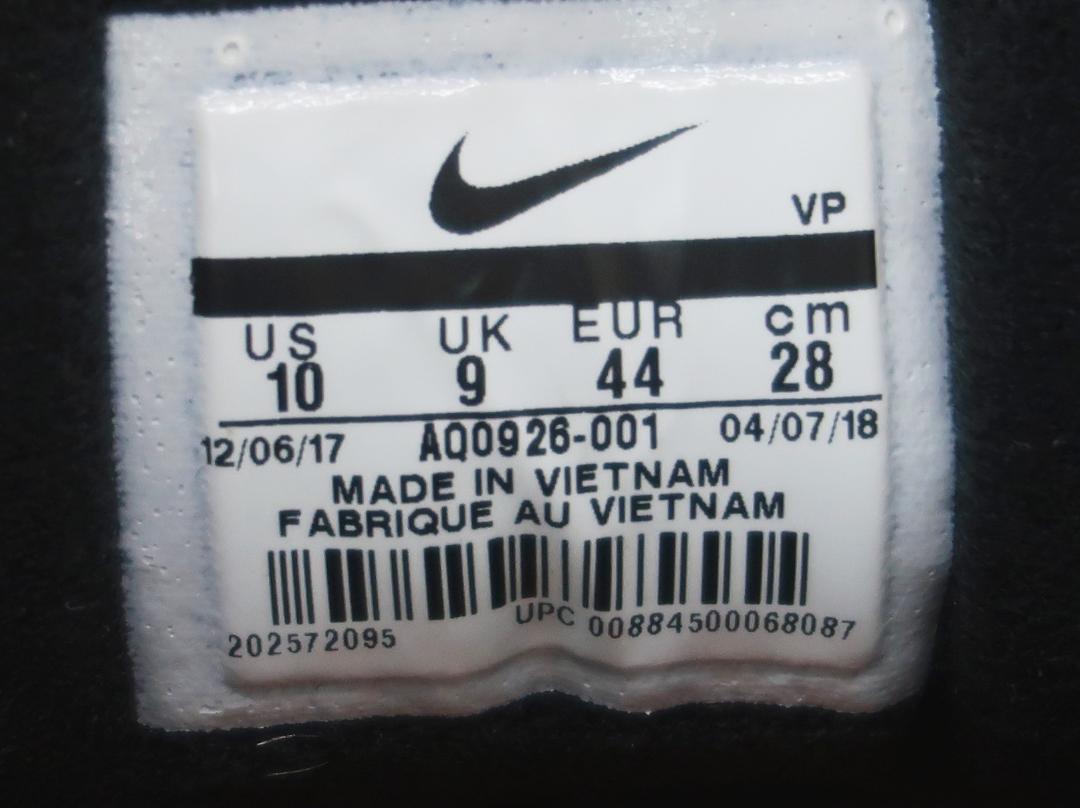 VP
US UK EUR cm
10 9 44 28
12/06/17 AQ0926-001 04/07/18
MADE IN VIETNAM
FABRIQUE AU VIETNAM
202572095 UPC 00884500068087